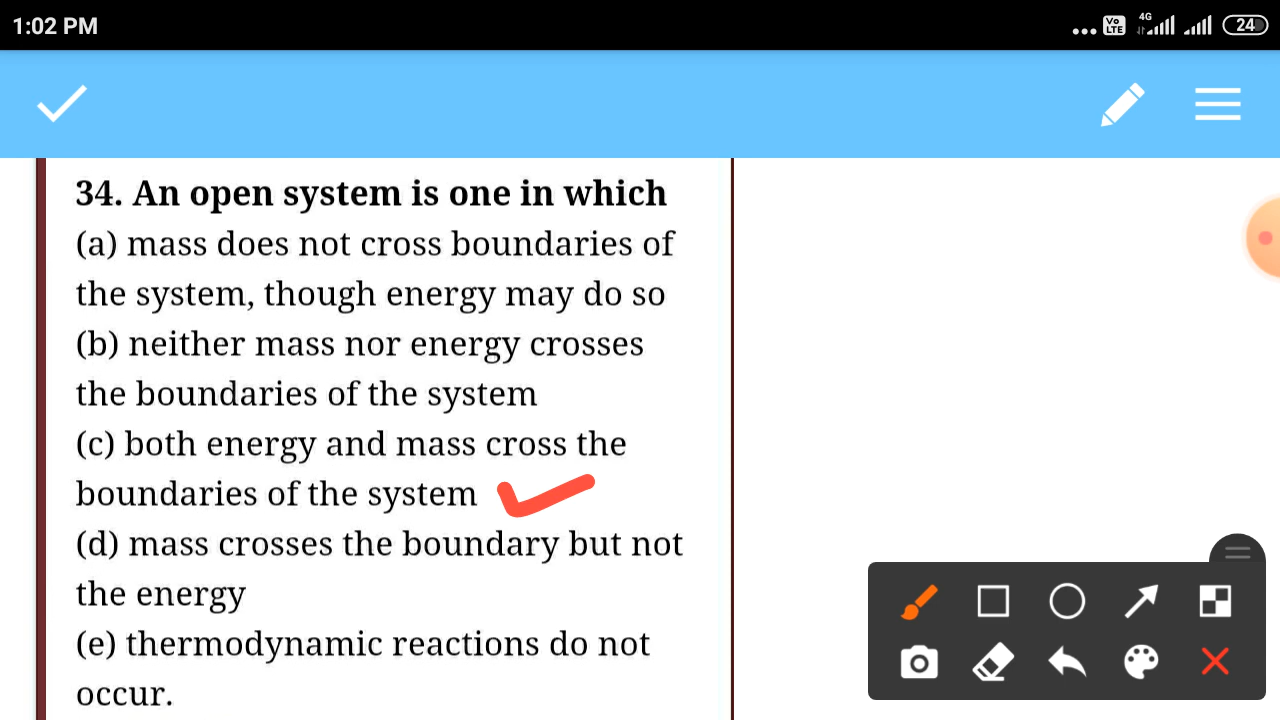 1:02 PM
Vo LTE 4G 24
34. An open system is one in which
(a) mass does not cross boundaries of
the system, though energy may do so
(b) neither mass nor energy crosses
the boundaries of the system
(c) both energy and mass cross the
boundaries of the system
(d) mass crosses the boundary but not
the energy
(e) thermodynamic reactions do not
occur.